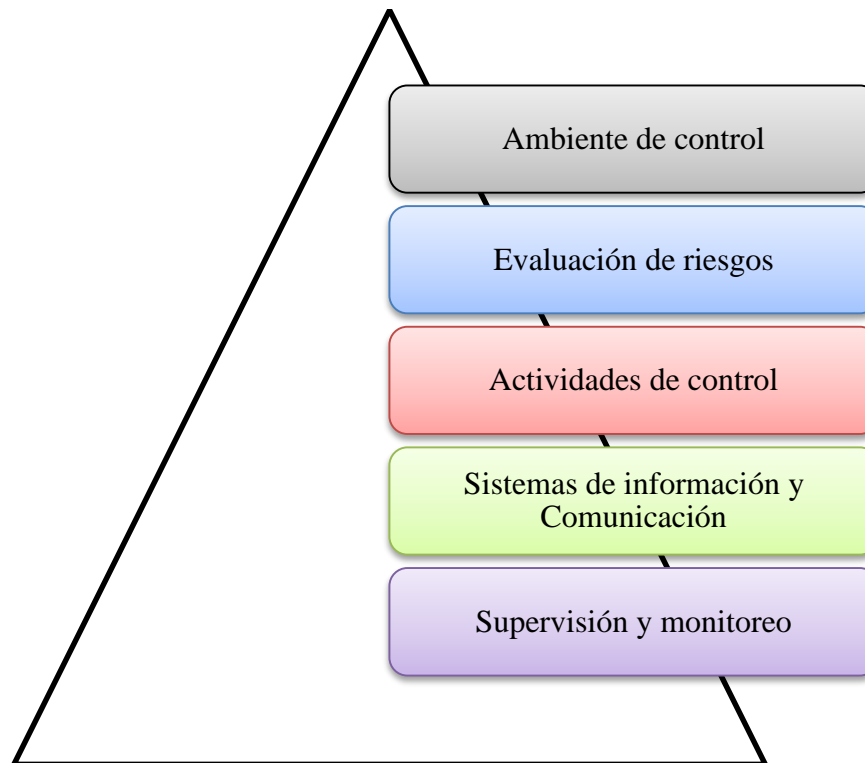 Ambiente de control
Evaluación de riesgos
Actividades de control
Sistemas de información y
Comunicación
Supervisión y monitoreo